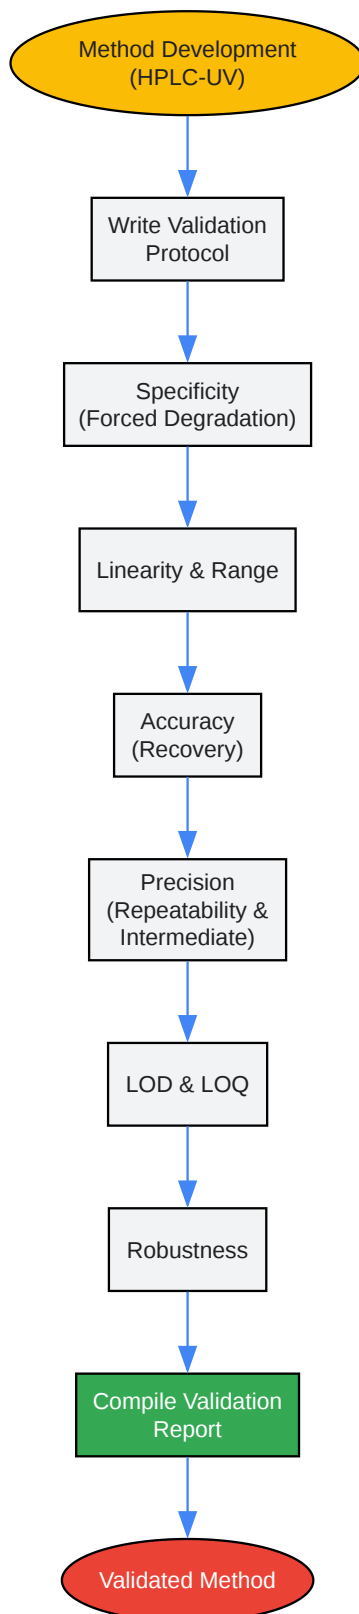 Method Development
(HPLC-UV)
Write Validation
Protocol
Specificity
(Forced Degradation)
Linearity & Range
Accuracy
(Recovery)
Precision
(Repeatability &
Intermediate)
LOD & LOQ
Robustness
Compile Validation
Report
Validated Method